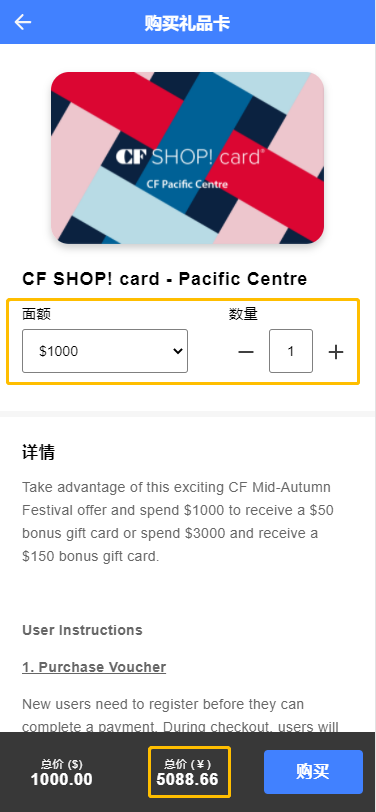 购买礼品卡
CF SHOP! card®
CF Pacific Centre
CF SHOP! card - Pacific Centre
面额 数量
$1000 1
详情
Take advantage of this exciting CF Mid-Autumn
Festival offer and spend $1000 to receive a $50
bonus gift card or spend $3000 and receive a
$150 bonus gift card.
User Instructions
1. Purchase Voucher
New users need to register before they can
complete a payment. During checkout, users will
总价 ($) 总价 (¥)
1000.00 5088.66 购买